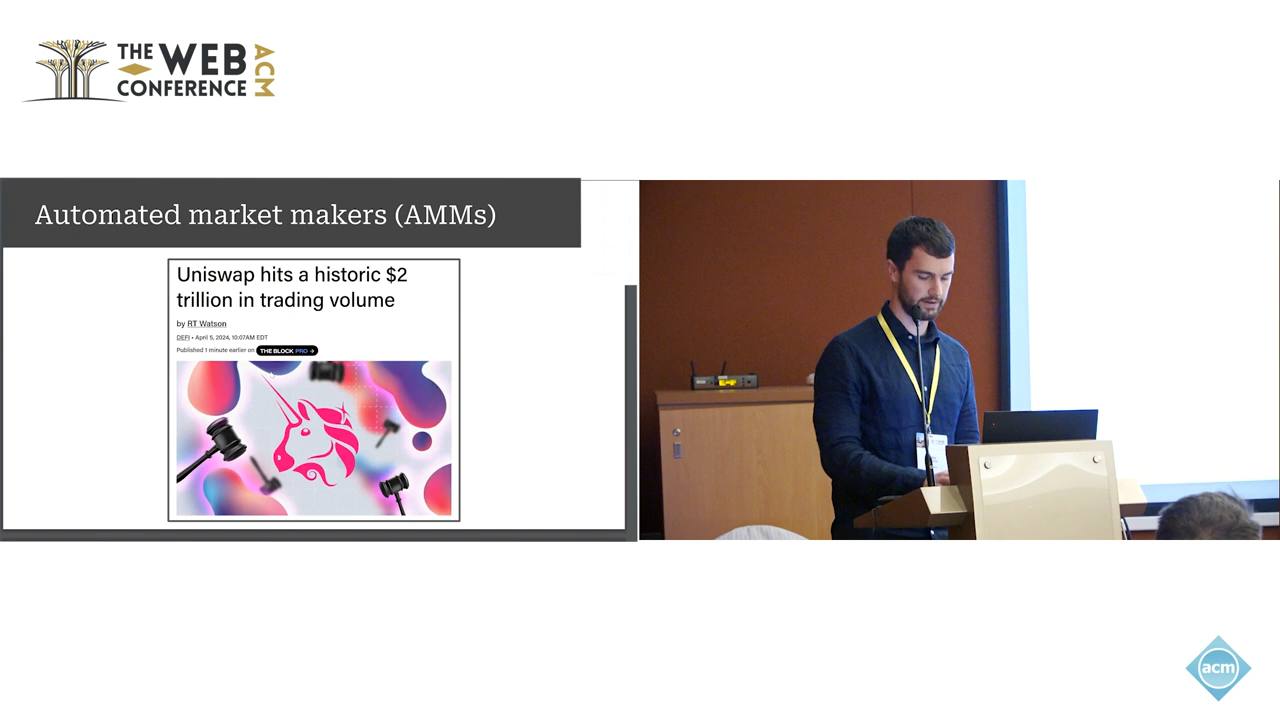 THE WEB
CONFERENCE
ACM
Automated market makers (AMMs)
Uniswap hits a historic $2
trillion in trading volume
by RT Watson
DEFI • April 5, 2024, 10:07AM EDT
Published 1 minute earlier on THE BLOCK PRO →
acm